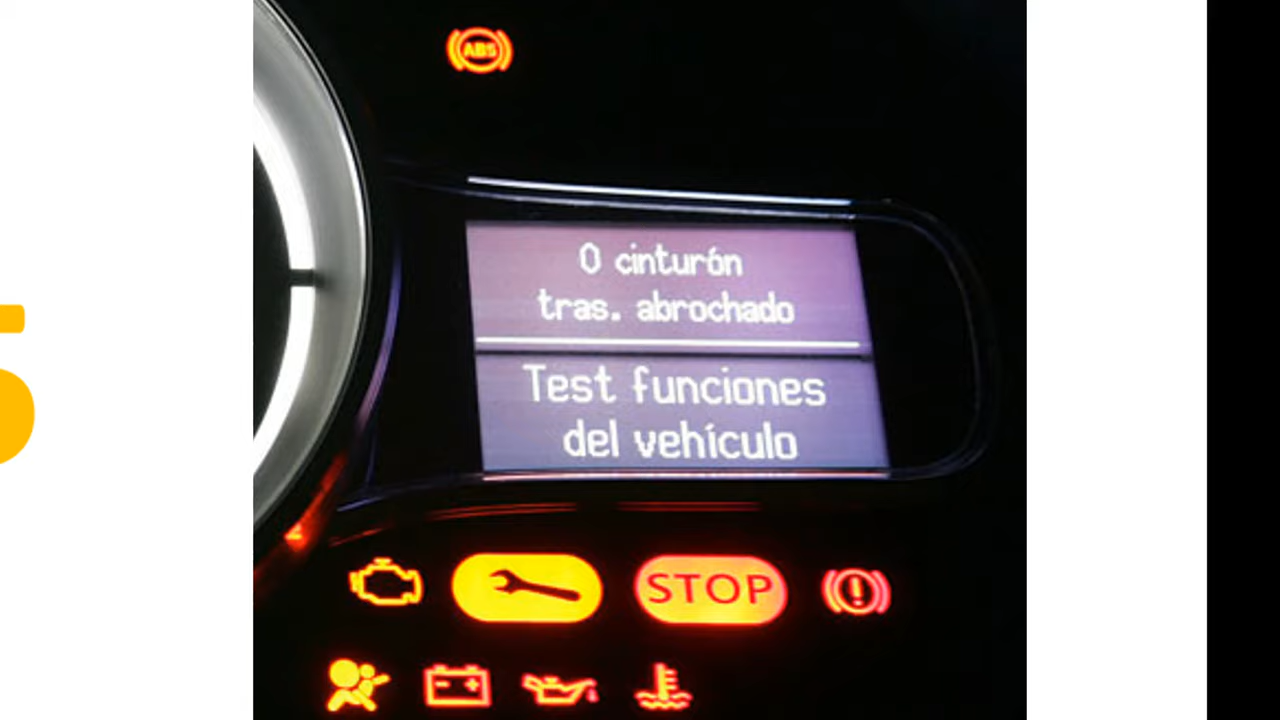 ABS
0 cinturón
tras. abrochado
Test funciones
del vehículo
STOP